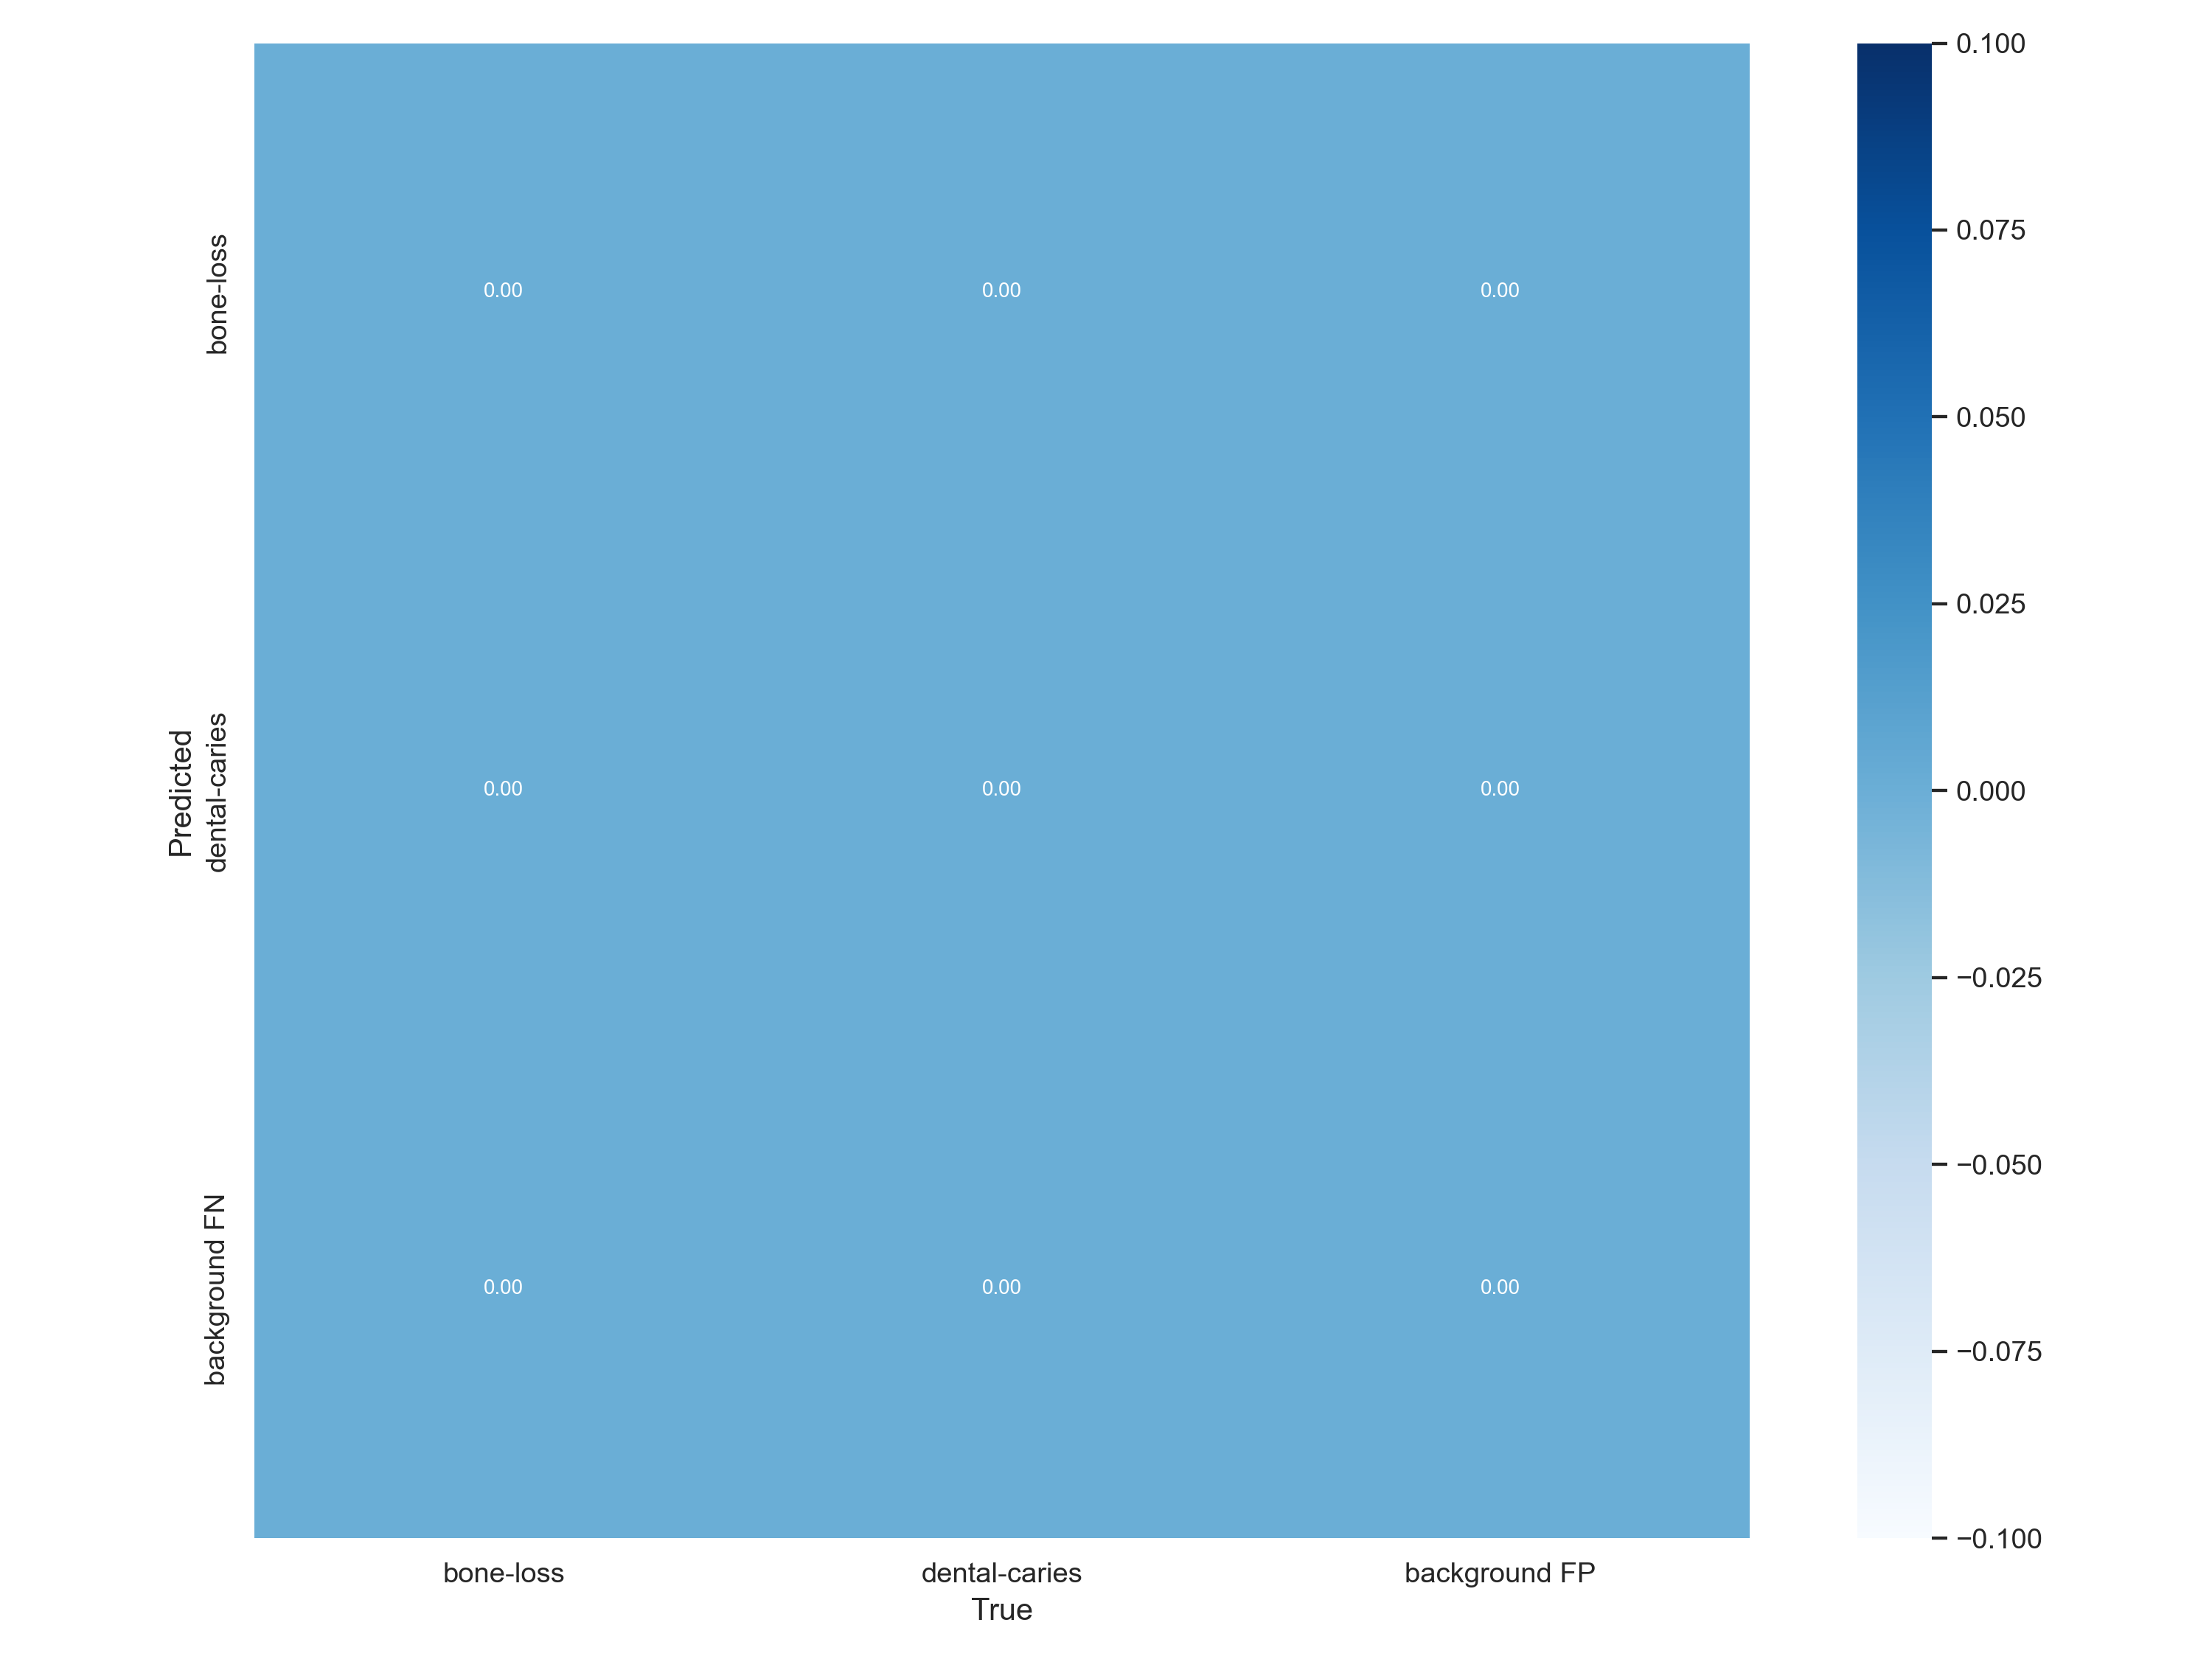 Predicted
bone-loss
dental-caries
background FN
0.00 0.00 0.00
0.00 0.00 0.00
0.00 0.00 0.00
bone-loss dental-caries background FP
True
0.100
0.075
0.050
0.025
0.000
−0.025
−0.050
−0.075
−0.100